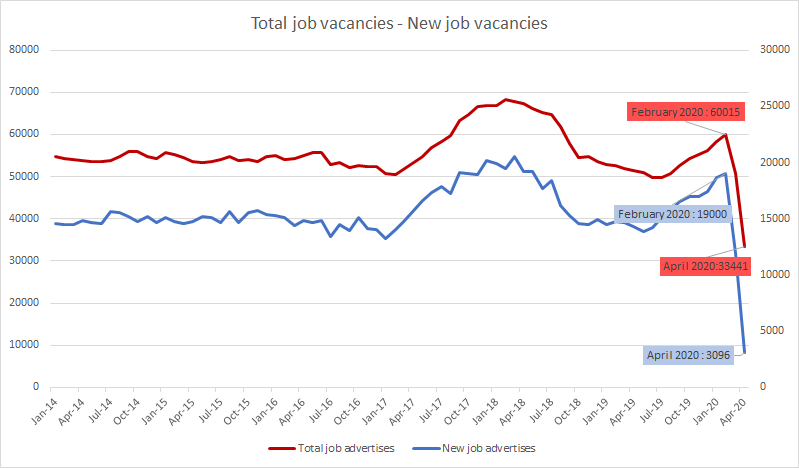 Total job vacancies - New job vacancies
80000
70000
60000
50000
40000
30000
20000
10000
0
30000
25000
20000
15000
10000
5000
0
February 2020 : 60015
February 2020 : 19000
April 2020:33441
April 2020 : 3096
Jan-14
Apr-14
Jul-14
Oct-14
Jan-15
Apr-15
Jul-15
Oct-15
Jan-16
Apr-16
Jul-16
Oct-16
Jan-17
Apr-17
Jul-17
Oct-17
Jan-18
Apr-18
Jul-18
Oct-18
Jan-19
Apr-19
Jul-19
Oct-19
Jan-20
Apr-20
Total job advertises
New job advertises